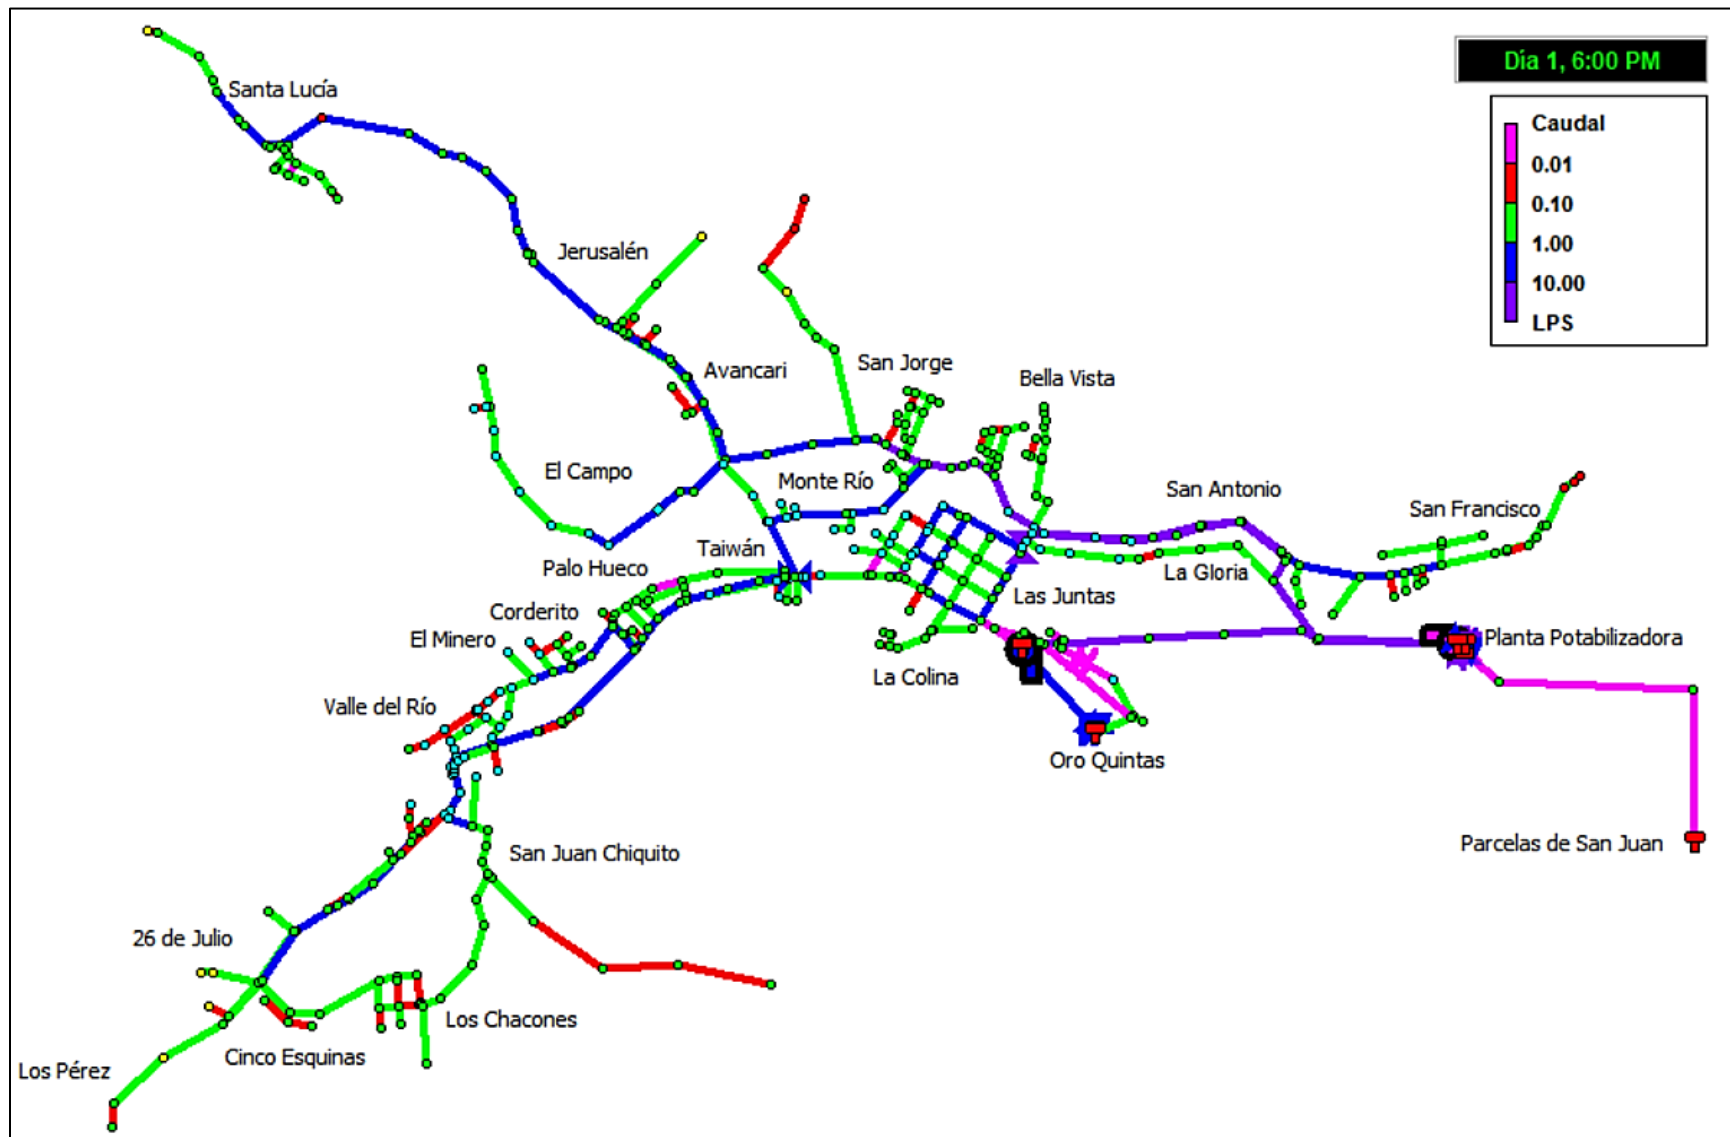 Día 1, 6:00 PM
Caudal
0.01
0.10
1.00
10.00
LPS
Santa Lucía
Jerusalén
Avancari
San Jorge
Bella Vista
El Campo
Monte Río
San Antonio
San Francisco
Taiwán
Palo Hueco
La Gloria
Corderito
Las Juntas
El Minero
Planta Potabilizadora
La Colina
Valle del Río
Oro Quintas
San Juan Chiquito
Parcelas de San Juan
26 de Julio
Los Chacones
Cinco Esquinas
Los Pérez